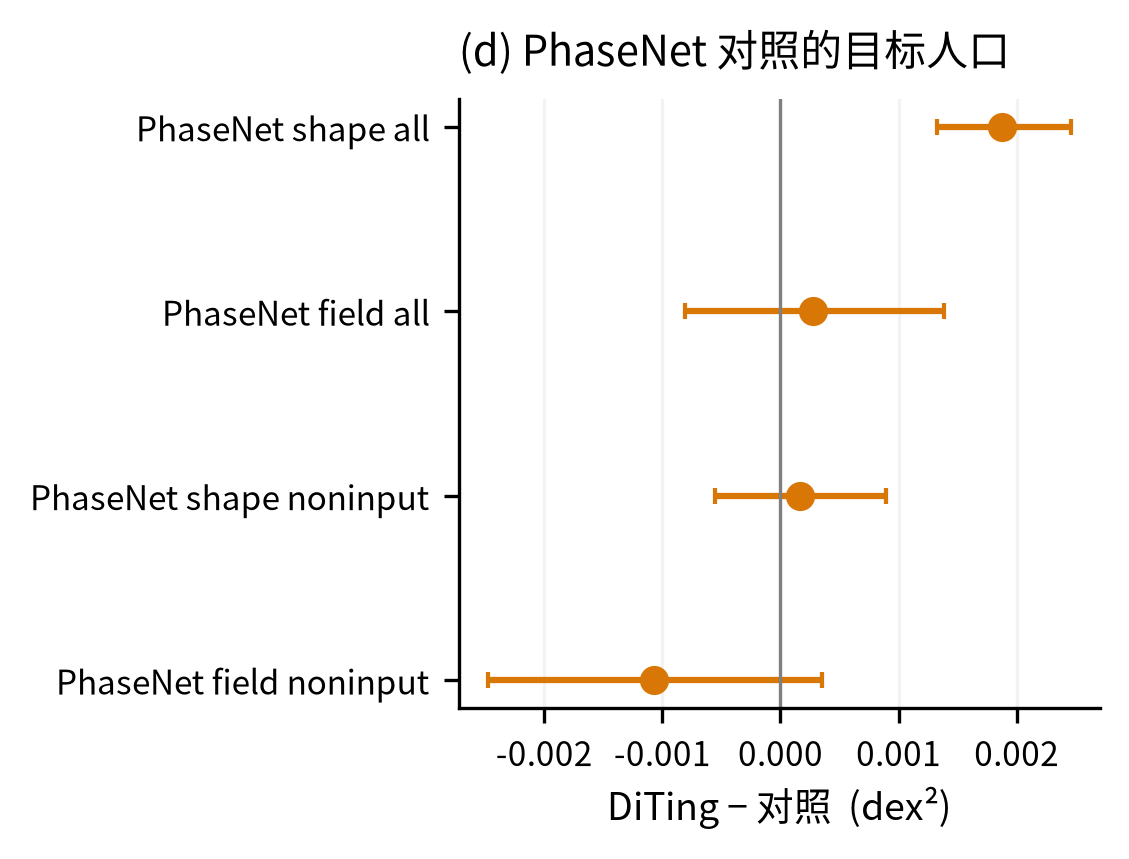 (d) PhaseNet 对照的目标人口
PhaseNet shape all
PhaseNet field all
PhaseNet shape noninput
PhaseNet field noninput
-0.002 -0.001 0.000 0.001 0.002
DiTing − 对照 (dex²)